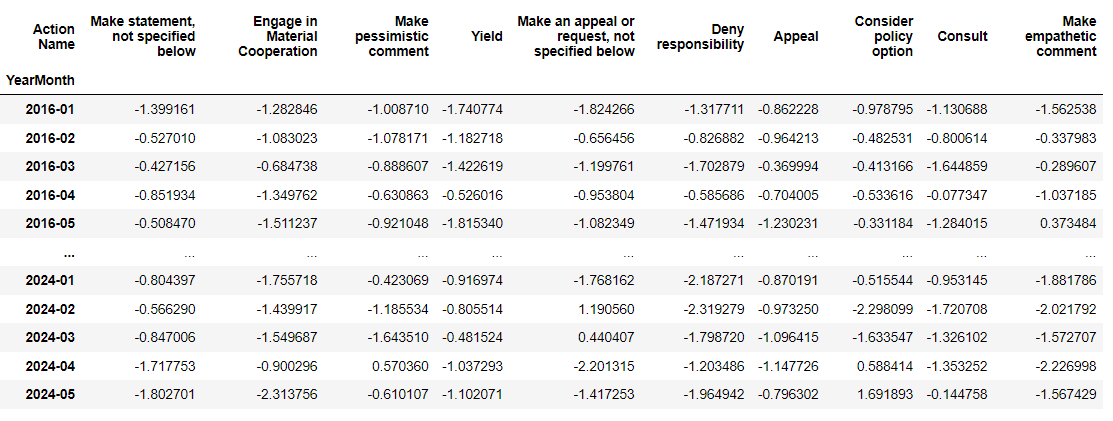 Action Name Make statement, not specified below Engage in Material Cooperation Make pessimistic comment Yield Make an appeal or request, not specified below Deny responsibility Appeal Consider policy option Consult Make empathetic comment
YearMonth
2016-01 -1.399161 -1.282846 -1.008710 -1.740774 -1.824266 -1.317711 -0.862228 -0.978795 -1.130688 -1.562538
2016-02 -0.527010 -1.083023 -1.078171 -1.182718 -0.656456 -0.826882 -0.964213 -0.482531 -0.800614 -0.337983
2016-03 -0.427156 -0.684738 -0.888607 -1.422619 -1.199761 -1.702879 -0.369994 -0.413166 -1.644859 -0.289607
2016-04 -0.851934 -1.349762 -0.630863 -0.526016 -0.953804 -0.585686 -0.704005 -0.533616 -0.077347 -1.037185
2016-05 -0.508470 -1.511237 -0.921048 -1.815340 -1.082349 -1.471934 -1.230231 -0.331184 -1.284015 0.373484
... ... ... ... ... ... ... ... ... ... ...
2024-01 -0.804397 -1.755718 -0.423069 -0.916974 -1.768162 -2.187271 -0.870191 -0.515544 -0.953145 -1.881786
2024-02 -0.566290 -1.439917 -1.185534 -0.805514 1.190560 -2.319279 -0.973250 -2.298099 -1.720708 -2.021792
2024-03 -0.847006 -1.549687 -1.643510 -0.481524 0.440407 -1.798720 -1.096415 -1.633547 -1.326102 -1.572707
2024-04 -1.717753 -0.900296 0.570360 -1.037293 -2.201315 -1.203486 -1.147726 0.588414 -1.353252 -2.226998
2024-05 -1.802701 -2.313756 -0.610107 -1.102071 -1.417253 -1.964942 -0.796302 1.691893 -0.144758 -1.567429